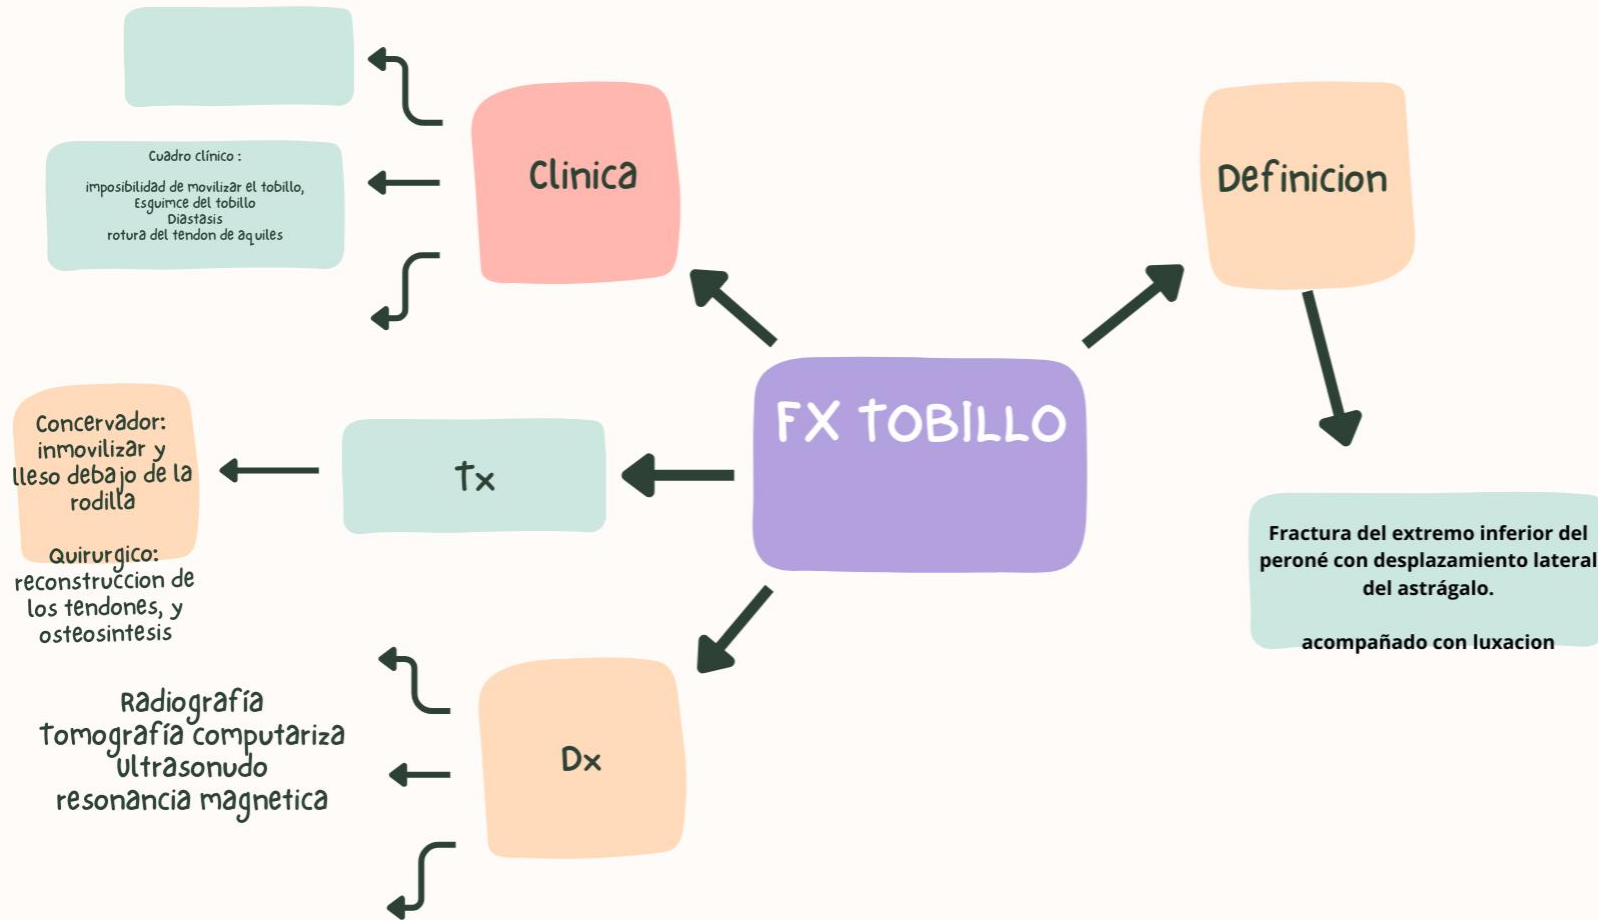 Clinica
Cuadro clínico :
imposibilidad de movilizar el tobillo,
Esguimce del tobillo
Diastasis
rotura del tendon de aquiles
Definicion
FX TOBILLO
Fractura del extremo inferior del
peroné con desplazamiento lateral
del astrágalo.
acompañado con luxacion
Tx
Concervador:
inmovilizar y
lleso debajo de la
rodilla
Quirurgico:
reconstruccion de
los tendones, y
osteosintesis
Dx
Radiografía
Tomografía computariza
Ultrasonudo
resonancia magnetica